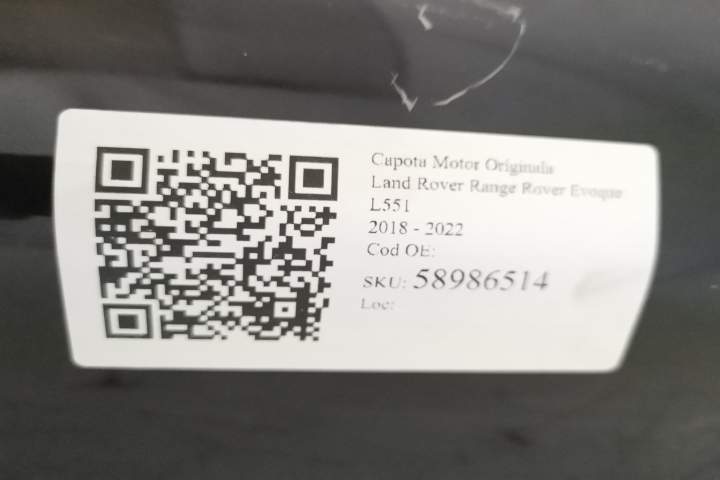 Capota Motor Originala
Land Rover Range Rover Evoque
L551
2018 - 2022
Cod OE:
SKU: 58986514
Loc: